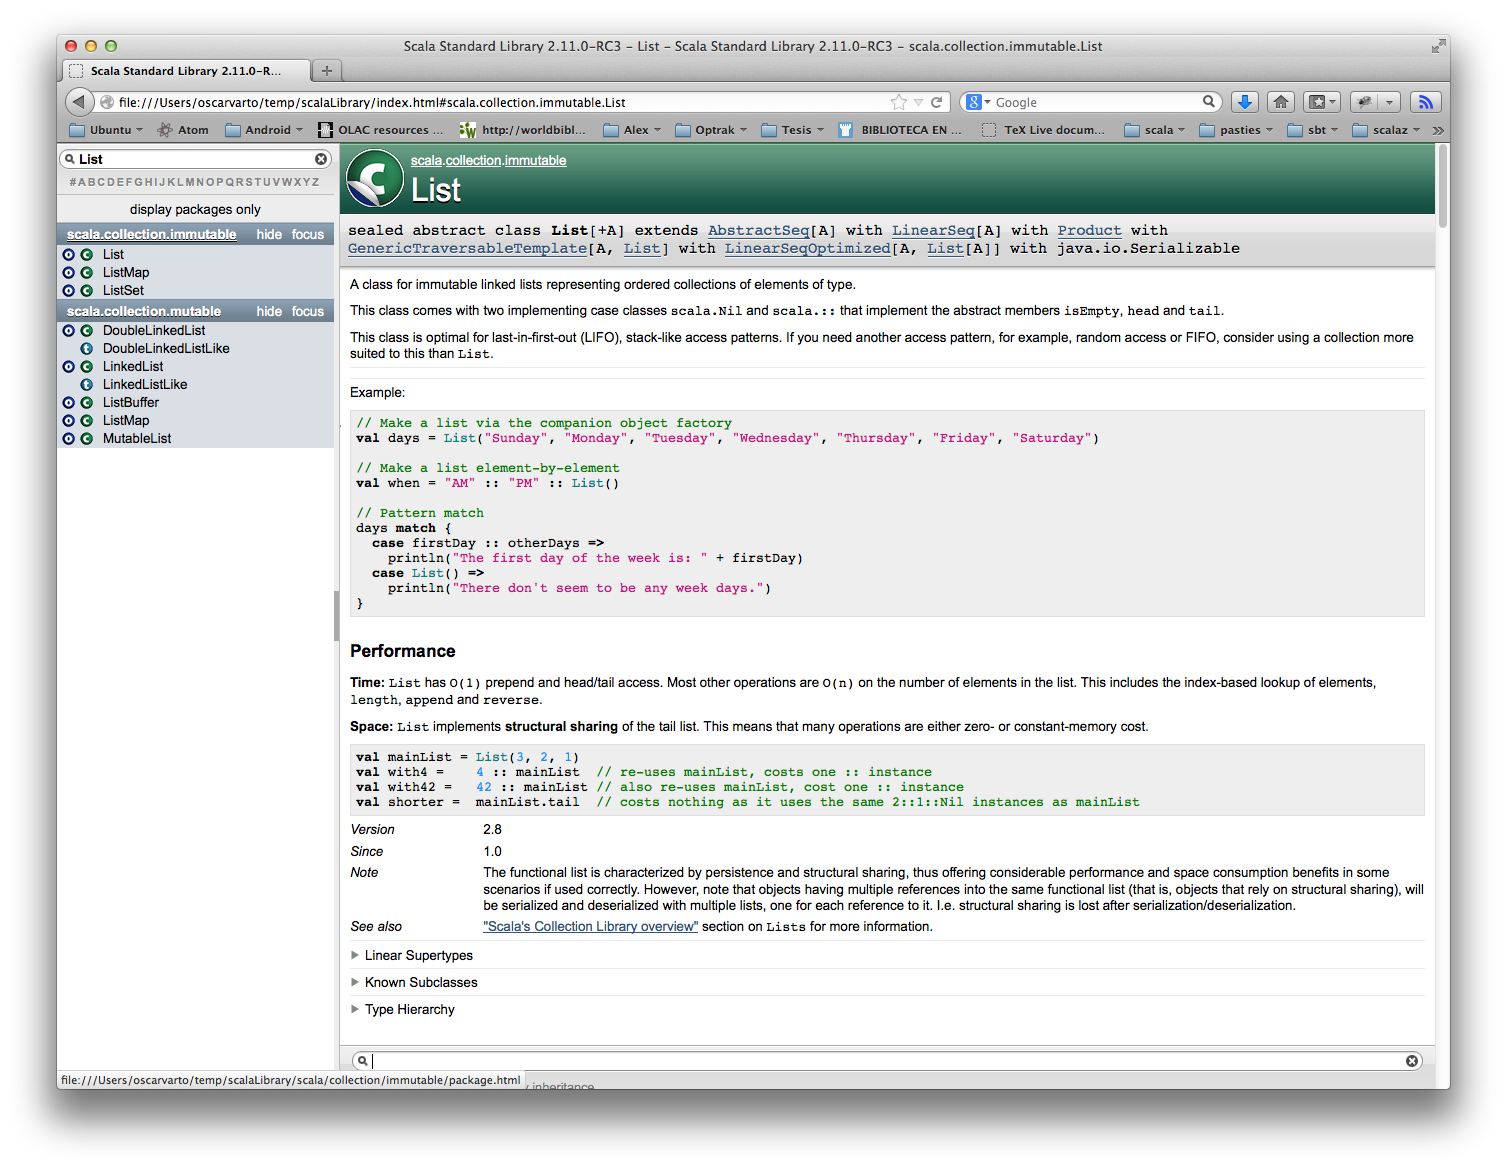 Scala Standard Library 2.11.0-RC3 – List – Scala Standard Library 2.11.0-RC3 – scala.collection.immutable.List
Scala Standard Library 2.11.0-R...
file:///Users/oscarvarto/temp/scalaLibrary/index.html#scala.collection.immutable.List
Google
Ubuntu Atom Android OLAC resources ... http://worldbibl... Alex Optrak Tesis BIBLIOTECA EN ... TeX Live docum... scala pasties sbt scalaz »
List
#ABCDEFGHIJKLMNOPQRSTUVWXYZ
display packages only
scala.collection.immutable hide focus
List
ListMap
ListSet
scala.collection.mutable hide focus
DoubleLinkedList
DoubleLinkedListLike
LinkedList
LinkedListLike
ListBuffer
ListMap
MutableList
scala.collection.immutable
List
sealed abstract class List[+A] extends AbstractSeq[A] with LinearSeq[A] with Product with
GenericTraversableTemplate[A, List] with LinearSeqOptimized[A, List[A]] with java.io.Serializable
A class for immutable linked lists representing ordered collections of elements of type.
This class comes with two implementing case classes scala.Nil and scala.:: that implement the abstract members isEmpty, head and tail.
This class is optimal for last-in-first-out (LIFO), stack-like access patterns. If you need another access pattern, for example, random access or FIFO, consider using a collection more
suited to this than List.
Example:
// Make a list via the companion object factory
val days = List("Sunday", "Monday", "Tuesday", "Wednesday", "Thursday", "Friday", "Saturday")
// Make a list element-by-element
val when = "AM" :: "PM" :: List()
// Pattern match
days match {
case firstDay :: otherDays =>
println("The first day of the week is: " + firstDay)
case List() =>
println("There don't seem to be any week days.")
}
Performance
Time: List has O(1) prepend and head/tail access. Most other operations are O(n) on the number of elements in the list. This includes the index-based lookup of elements,
length, append and reverse.
Space: List implements structural sharing of the tail list. This means that many operations are either zero- or constant-memory cost.
val mainList = List(3, 2, 1)
val with4 = 4 :: mainList // re-uses mainList, costs one :: instance
val with42 = 42 :: mainList // also re-uses mainList, cost one :: instance
val shorter = mainList.tail // costs nothing as it uses the same 2::1::Nil instances as mainList
Version 2.8
Since 1.0
Note The functional list is characterized by persistence and structural sharing, thus offering considerable performance and space consumption benefits in some
scenarios if used correctly. However, note that objects having multiple references into the same functional list (that is, objects that rely on structural sharing), will
be serialized and deserialized with multiple lists, one for each reference to it. I.e. structural sharing is lost after serialization/deserialization.
See also "Scala's Collection Library overview" section on Lists for more information.
Linear Supertypes
Known Subclasses
Type Hierarchy
file:///Users/oscarvarto/temp/scalaLibrary/scala/collection/immutable/package.html
inheritance